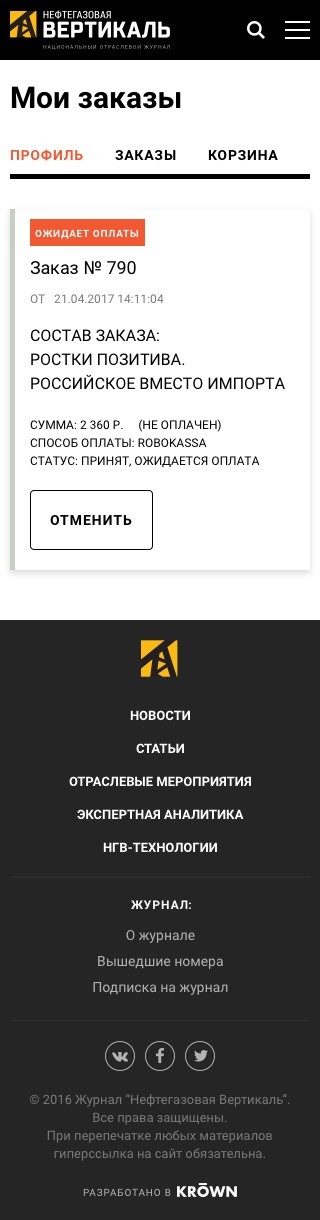 НЕФТЕГАЗОВАЯ
ВЕРТИКАЛЬ
НАЦИОНАЛЬНЫЙ ОТРАСЛЕВОЙ ЖУРНАЛ
Мои заказы
ПРОФИЛЬ ЗАКАЗЫ КОРЗИНА
ОЖИДАЕТ ОПЛАТЫ
Заказ № 790
ОТ 21.04.2017 14:11:04
СОСТАВ ЗАКАЗА:
РОСТКИ ПОЗИТИВА.
РОССИЙСКОЕ ВМЕСТО ИМПОРТА
СУММА: 2 360 Р. (НЕ ОПЛАЧЕН)
СПОСОБ ОПЛАТЫ: ROBOKASSA
СТАТУС: ПРИНЯТ, ОЖИДАЕТСЯ ОПЛАТА
ОТМЕНИТЬ
НОВОСТИ
СТАТЬИ
ОТРАСЛЕВЫЕ МЕРОПРИЯТИЯ
ЭКСПЕРТНАЯ АНАЛИТИКА
НГВ-ТЕХНОЛОГИИ
ЖУРНАЛ:
О журнале
Вышедшие номера
Подписка на журнал
© 2016 Журнал “Нефтегазовая Вертикаль”.
Все права защищены.
При перепечатке любых материалов
гиперссылка на сайт обязательна.
РАЗРАБОТАНО В KRŌWN